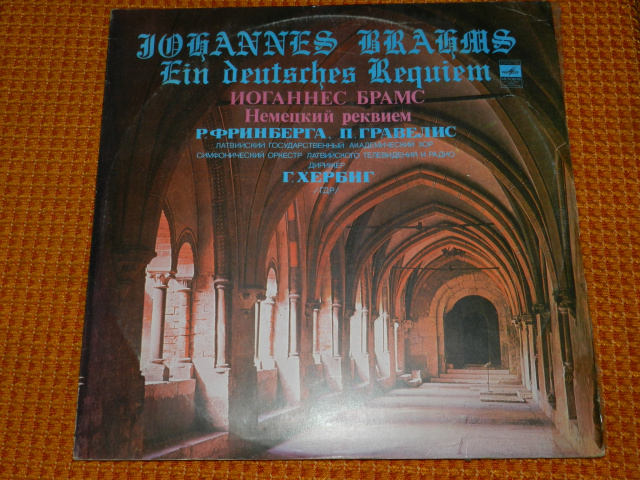 JOHANNES BRAHMS
Ein deutsches Requiem
ИОГАННЕС БРАМС
Немецкий реквием
Р.ФРИНБЕРГА, П.ГРАВЕЛИС
ЛАТВИЙСКИЙ ГОСУДАРСТВЕННЫЙ АКАДЕМИЧЕСКИЙ ХОР
СИМФОНИЧЕСКИЙ ОРКЕСТР ЛАТВИЙСКОГО ТЕЛЕВИДЕНИЯ И РАДИО
ДИРИЖЕР
Г.ХЕРБИГ
/ГДР/